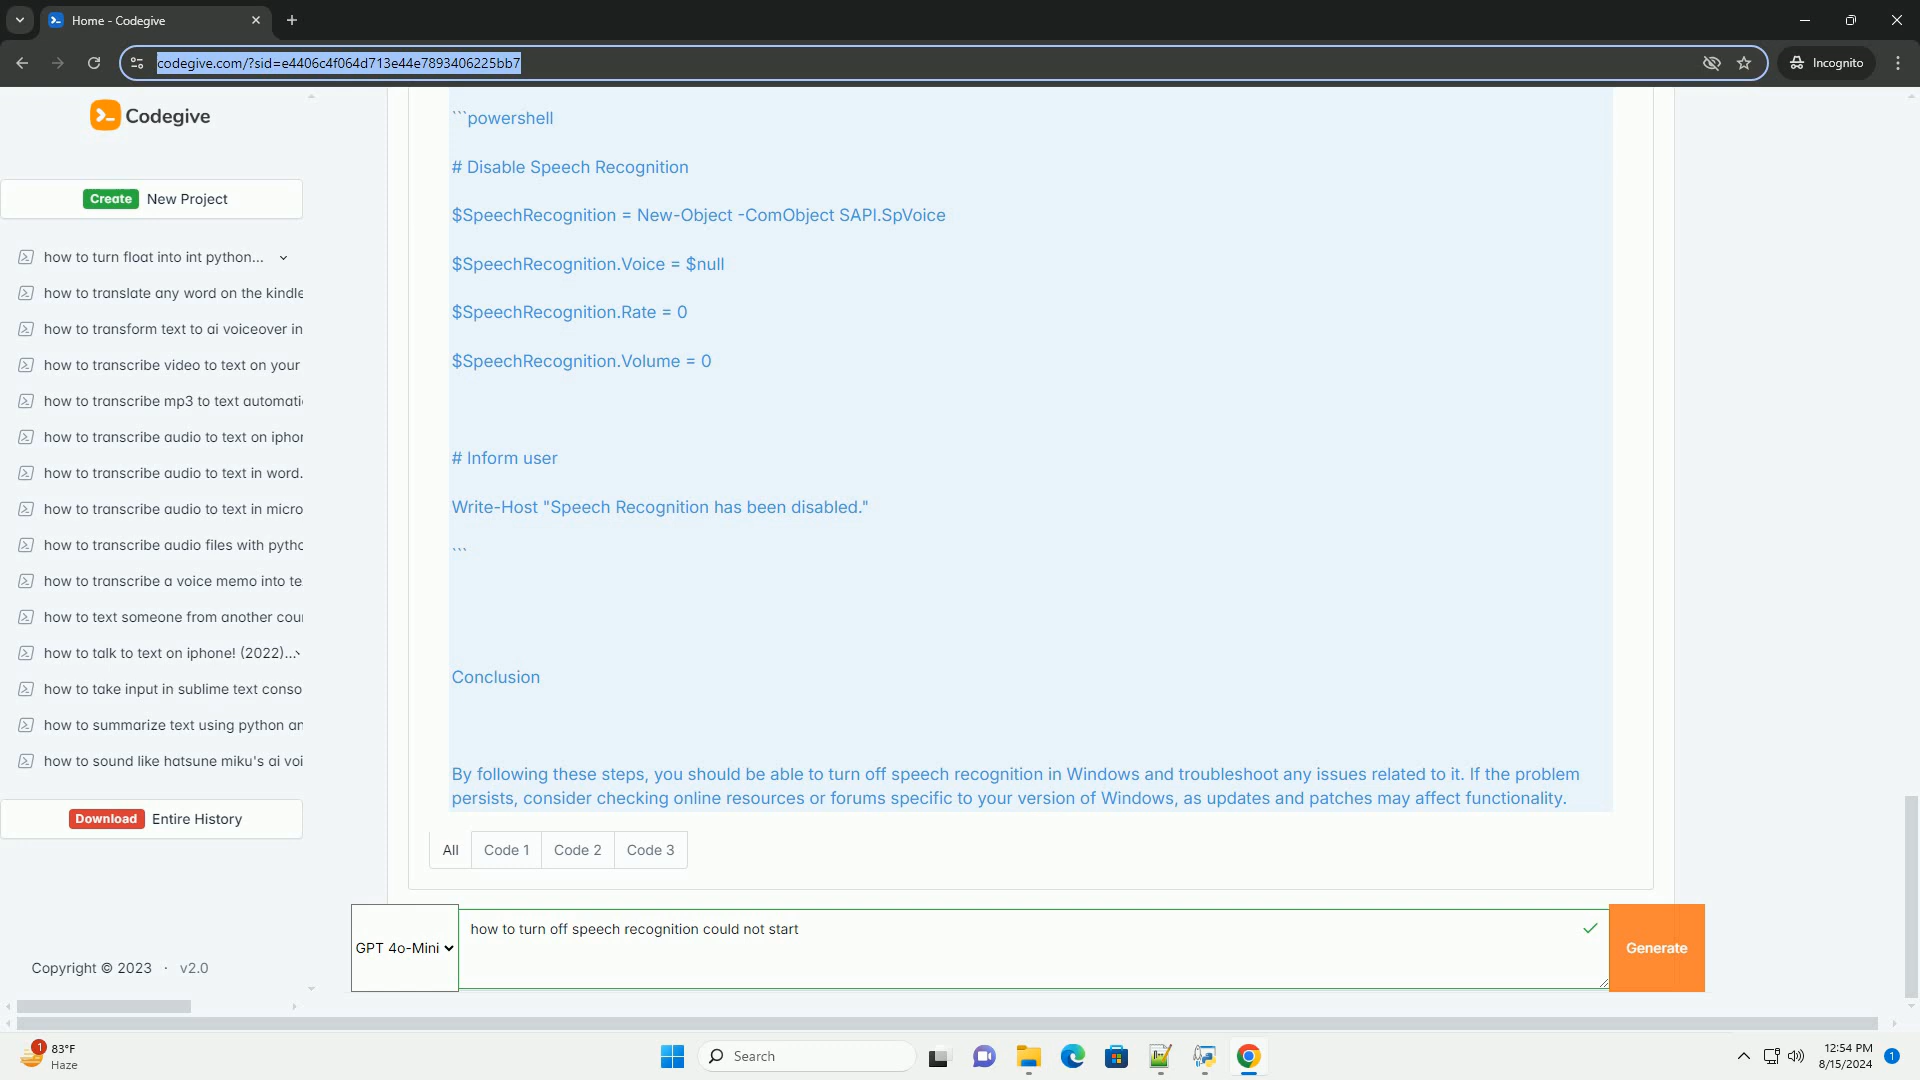 Home - Codegive
codegive.com/?sid=e4406c4f064d713e44e7893406225bb7
Incognito
Codegive
Create New Project
how to turn float into int python...
how to translate any word on the kindle
how to transform text to ai voiceover in
how to transcribe video to text on your
how to transcribe mp3 to text automati
how to transcribe audio to text on iphor
how to transcribe audio to text in word.
how to transcribe audio to text in micro
how to transcribe audio files with pytho
how to transcribe a voice memo into te
how to text someone from another cou
how to talk to text on iphone! (2022)...
how to take input in sublime text conso
how to summarize text using python an
how to sound like hatsune miku's ai voi
Download Entire History
Copyright © 2023 · v2.0
```powershell
# Disable Speech Recognition
$SpeechRecognition = New-Object -ComObject SAPI.SpVoice
$SpeechRecognition.Voice = $null
$SpeechRecognition.Rate = 0
$SpeechRecognition.Volume = 0
# Inform user
Write-Host "Speech Recognition has been disabled."
```
Conclusion
By following these steps, you should be able to turn off speech recognition in Windows and troubleshoot any issues related to it. If the problem
persists, consider checking online resources or forums specific to your version of Windows, as updates and patches may affect functionality.
All Code 1 Code 2 Code 3
GPT 4o-Mini
how to turn off speech recognition could not start
Generate
1
83°F
Haze
Search
12:54 PM
8/15/2024
1